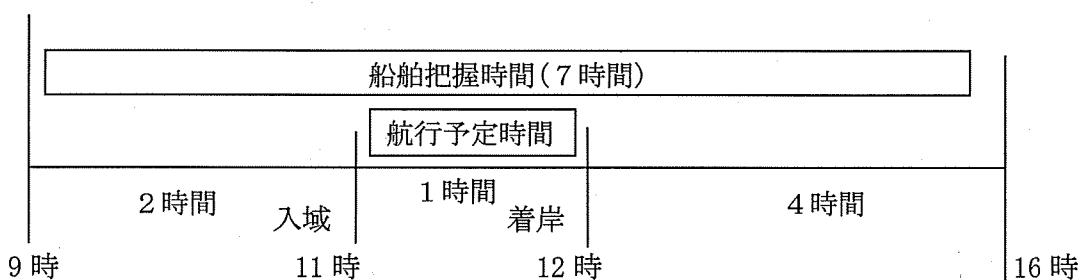 船舶把握時間(7時間)
航行予定時間
2時間 入域 1時間 着岸 4時間
9時 11時 12時 16時